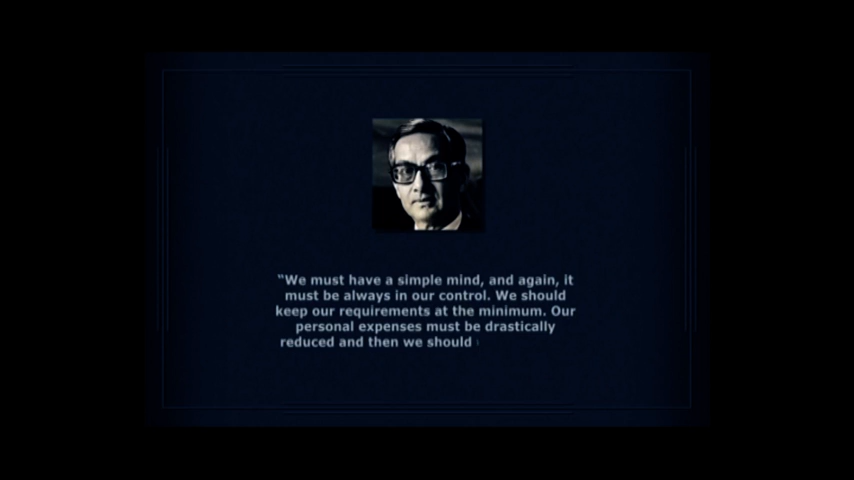 “We must have a simple mind, and again, it
must be always in our control. We should
keep our requirements at the minimum. Our
personal expenses must be drastically
reduced and then we should